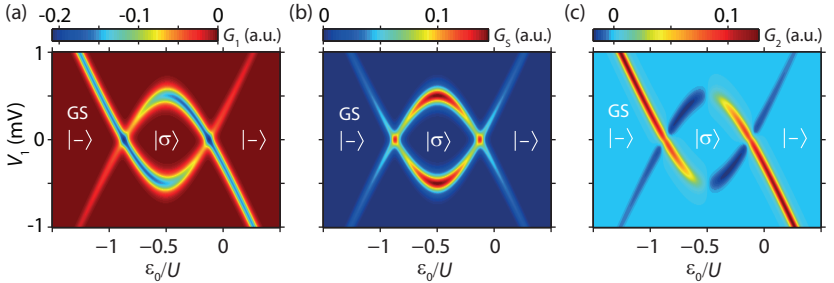 (a) -0.2 -0.1 0 G₁ (a.u.)
(b) 0 0.1 Gₛ (a.u.)
(c) 0 0.1 G₂ (a.u.)
V₁ (mV)
1
0
-1
GS
|−⟩ |σ⟩ |−⟩
GS
|−⟩ |σ⟩ |−⟩
GS
|−⟩ |σ⟩ |−⟩
−1 −0.5 0
−1 −0.5 0
−1 −0.5 0
ε₀/U
ε₀/U
ε₀/U